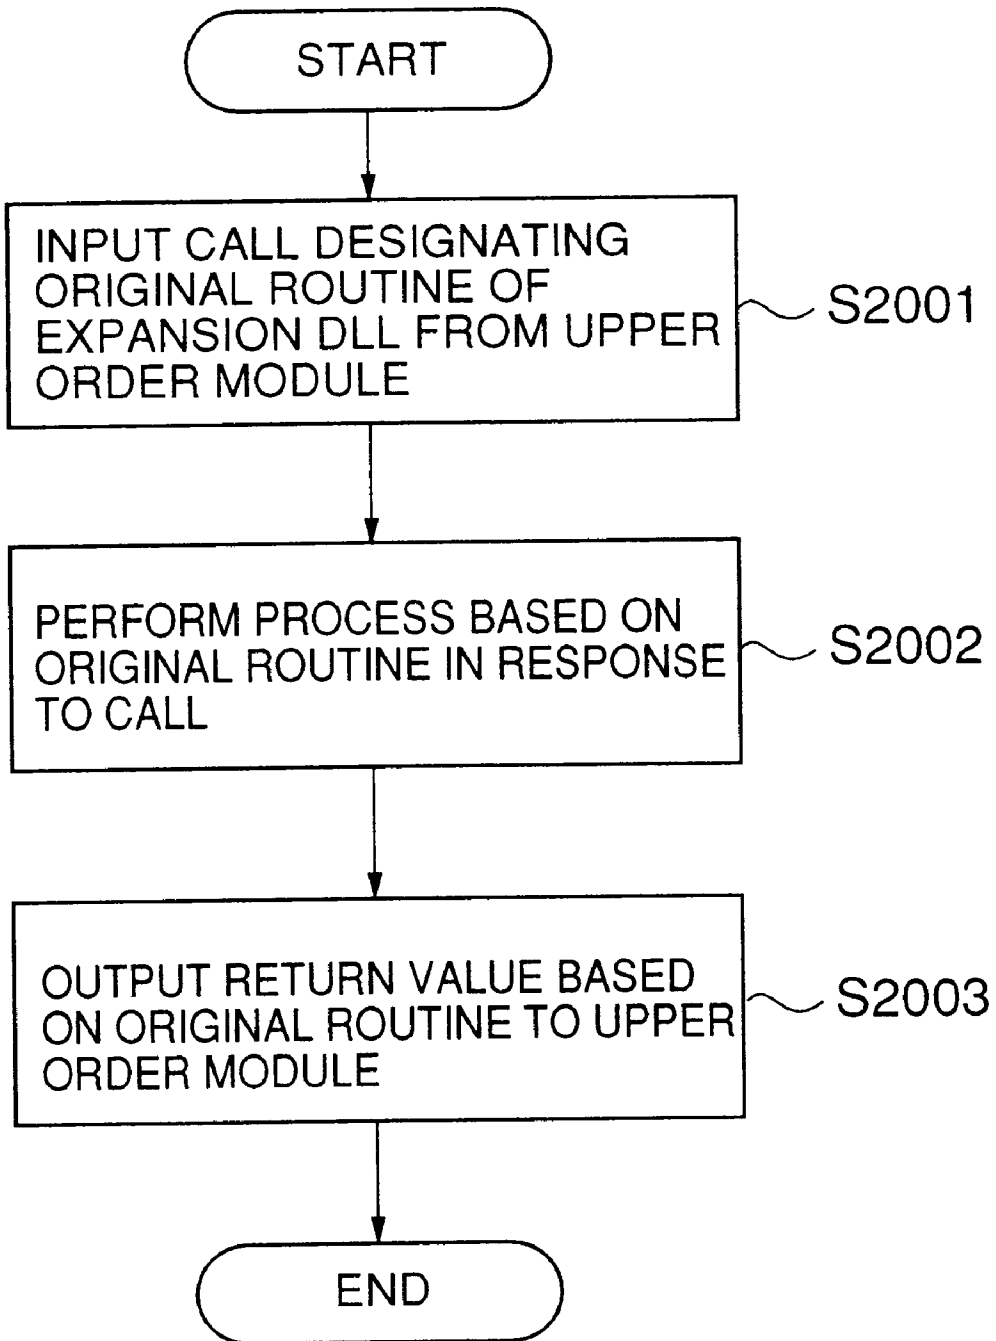 START
INPUT CALL DESIGNATING
ORIGINAL ROUTINE OF
EXPANSION DLL FROM UPPER
ORDER MODULE
S2001
PERFORM PROCESS BASED ON
ORIGINAL ROUTINE IN RESPONSE
TO CALL
S2002
OUTPUT RETURN VALUE BASED
ON ORIGINAL ROUTINE TO UPPER
ORDER MODULE
S2003
END